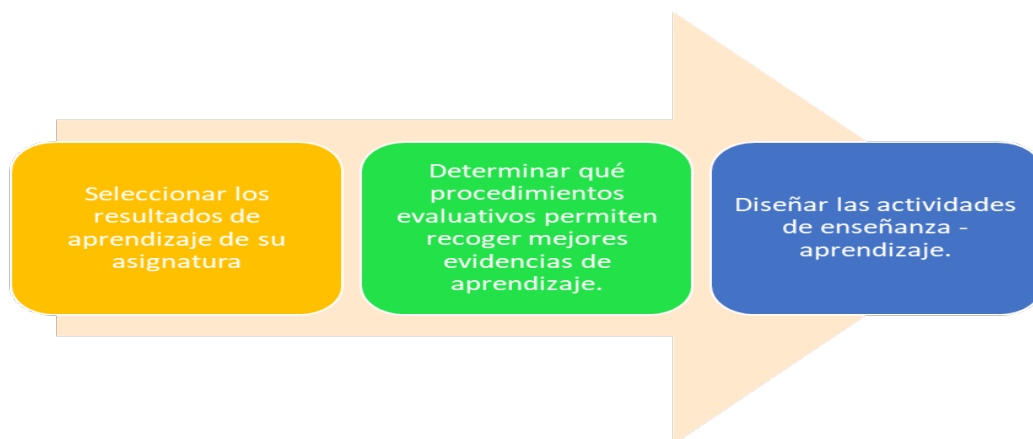 Seleccionar los
resultados de
aprendizaje de su
asignatura
Determinar qué
procedimientos
evaluativos permiten
recoger mejores
evidencias de
aprendizaje.
Diseñar las actividades
de enseñanza -
aprendizaje.